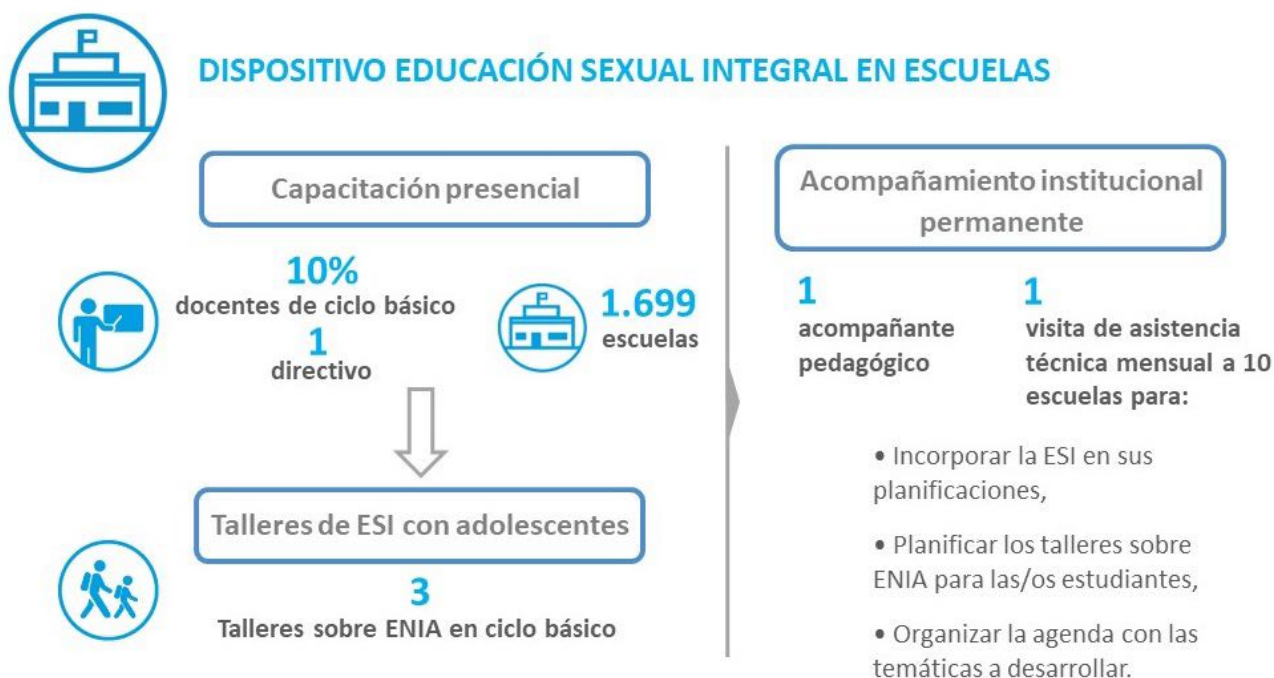 DISPOSITIVO EDUCACIÓN SEXUAL INTEGRAL EN ESCUELAS
Capacitación presencial
10%
docentes de ciclo básico
1
directivo
1.699
escuelas
Talleres de ESI con adolescentes
3
Talleres sobre ENIA en ciclo básico
Acompañamiento institucional
permanente
1
acompañante
pedagógico
1
visita de asistencia
técnica mensual a 10
escuelas para:
• Incorporar la ESI en sus
planificaciones,
• Planificar los talleres sobre
ENIA para las/os estudiantes,
• Organizar la agenda con las
temáticas a desarrollar.